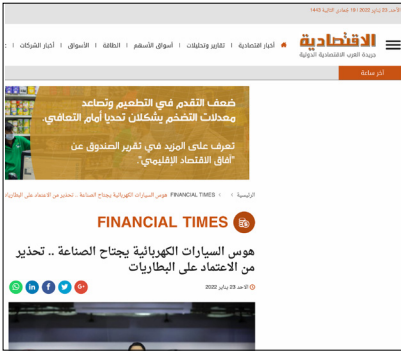 الأحد 23 يناير 2022 | 19 جمادى الثانية 1443
الاقتصادية
جريدة العرب الاقتصادية الدولية
أخبار اقتصادية | تقارير وتحليلات | أسواق الأسهم | الطاقة | الأسواق | أخبار الشركات |
آخر ساعة
ضعف التقدم في التطعيم وتصاعد
معدلات التضخم يشكلان تحديا أمام التعافي.
تعرف على المزيد في تقرير الصندوق عن
"آفاق الاقتصاد الإقليمي".
الرئيسية > FINANCIAL TIMES > هوس السيارات الكهربائية يجتاح الصناعة .. تحذير من الاعتماد على البطاريات
FINANCIAL TIMES
هوس السيارات الكهربائية يجتاح الصناعة .. تحذير
من الاعتماد على البطاريات
الاحد 23 يناير 2022